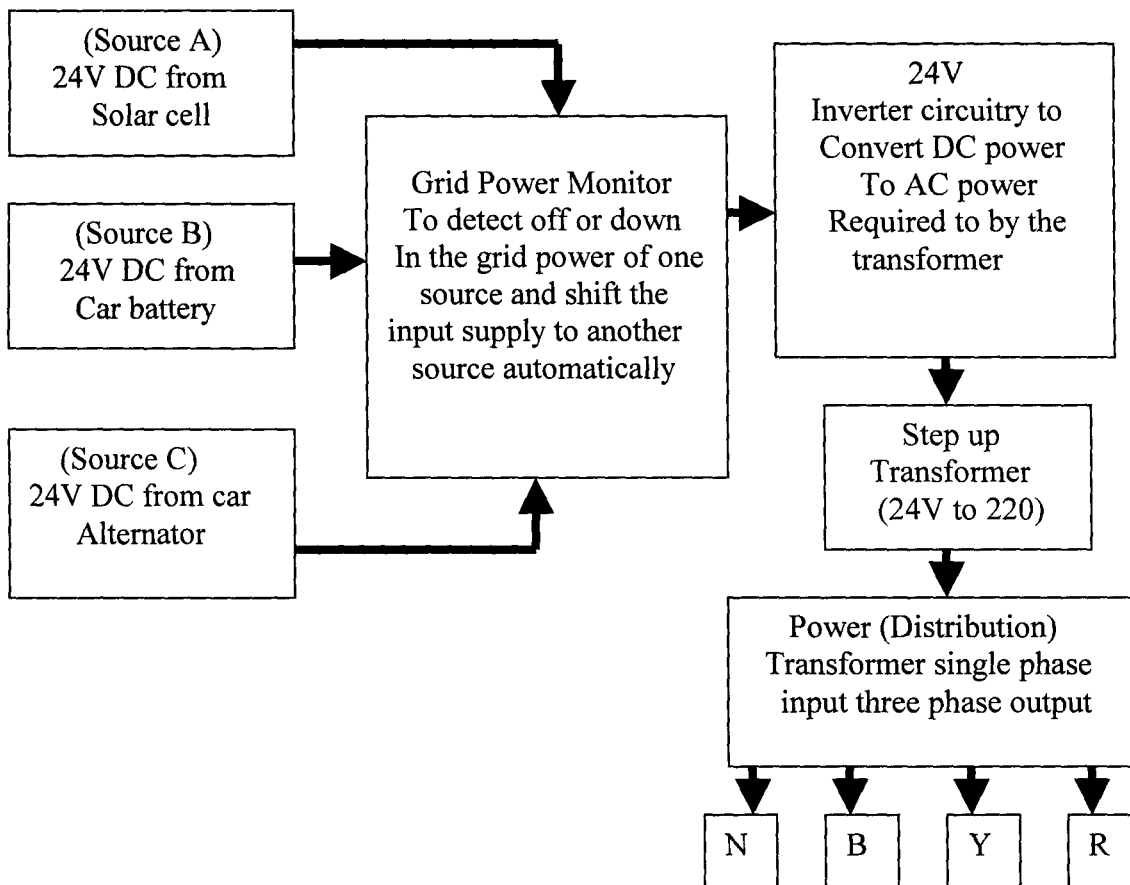 (Source A)
24V DC from
Solar cell
(Source B)
24V DC from
Car battery
(Source C)
24V DC from car
Alternator
Grid Power Monitor
To detect off or down
In the grid power of one
source and shift the
input supply to another
source automatically
24V
Inverter circuitry to
Convert DC power
To AC power
Required to by the
transformer
Step up
Transformer
(24V to 220)
Power (Distribution)
Transformer single phase
input three phase output
N
B
Y
R